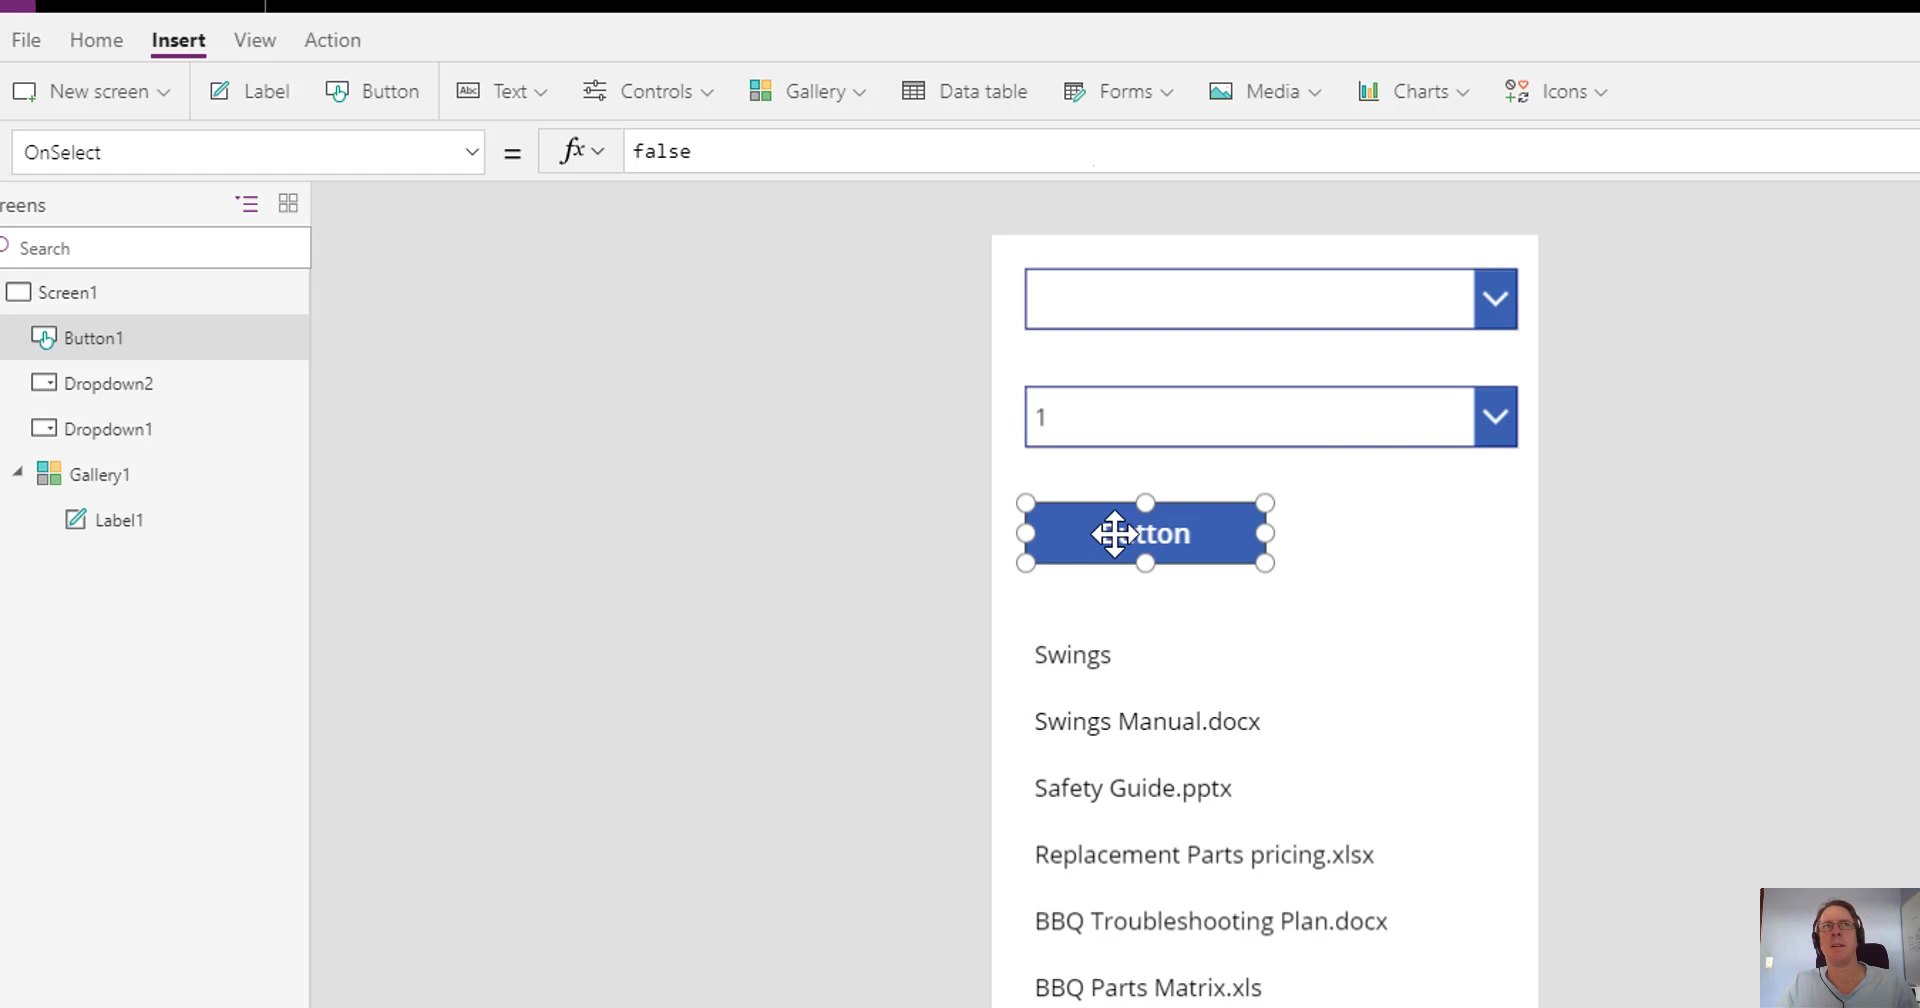 File Home Insert View Action
New screen Label Button Abc Text Controls Gallery Data table Forms Media Charts Icons
OnSelect = fx false
reens
Search
Screen1
Button1
Dropdown2
Dropdown1
Gallery1
Label1
1
utton
Swings
Swings Manual.docx
Safety Guide.pptx
Replacement Parts pricing.xlsx
BBQ Troubleshooting Plan.docx
BBQ Parts Matrix.xls